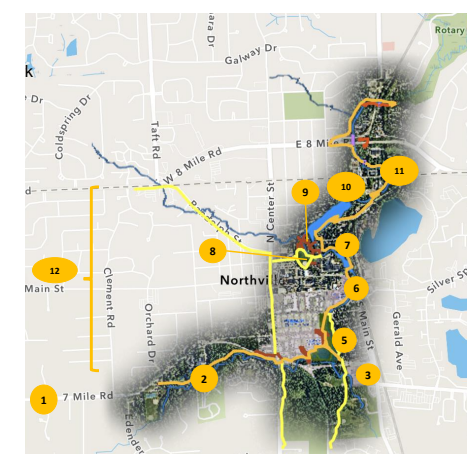 Rotary
Galway Dr
k
Coldspring Dr
Taft Rd
W 8 Mile Rd
E 8 Mi
N Center St
11
10
9
8
7
12
Northvil
Main St
Clement Rd
6
Silver Sp
Orchard Dr
Main St
Gerald Ave
5
2
3
1
7 Mile Rd